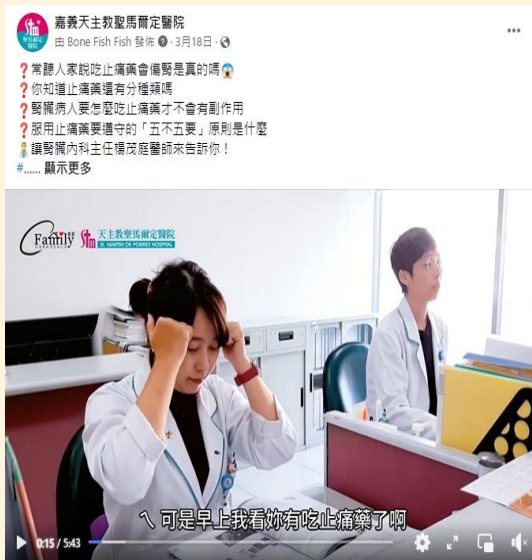 嘉義天主教聖馬爾定醫院
由 Bone Fish Fish 發佈 · 3月18日 ·
❓常聽人家說吃止痛藥會傷腎是真的嗎😱
❓你知道止痛藥還有分種類嗎
❓腎臟病人要怎麼吃止痛藥才不會有副作用
❓服用止痛藥要遵守的「五不五要」原則是什麼
讓腎臟內科主任楊茂庭醫師來告訴你！
#...... 顯示更多
Family Stm 天主教聖馬爾定醫院
ST. MARTIN DE PORRES HOSPITAL
ㄟ 可是早上我看妳有吃止痛藥了啊
0:15 / 5:43